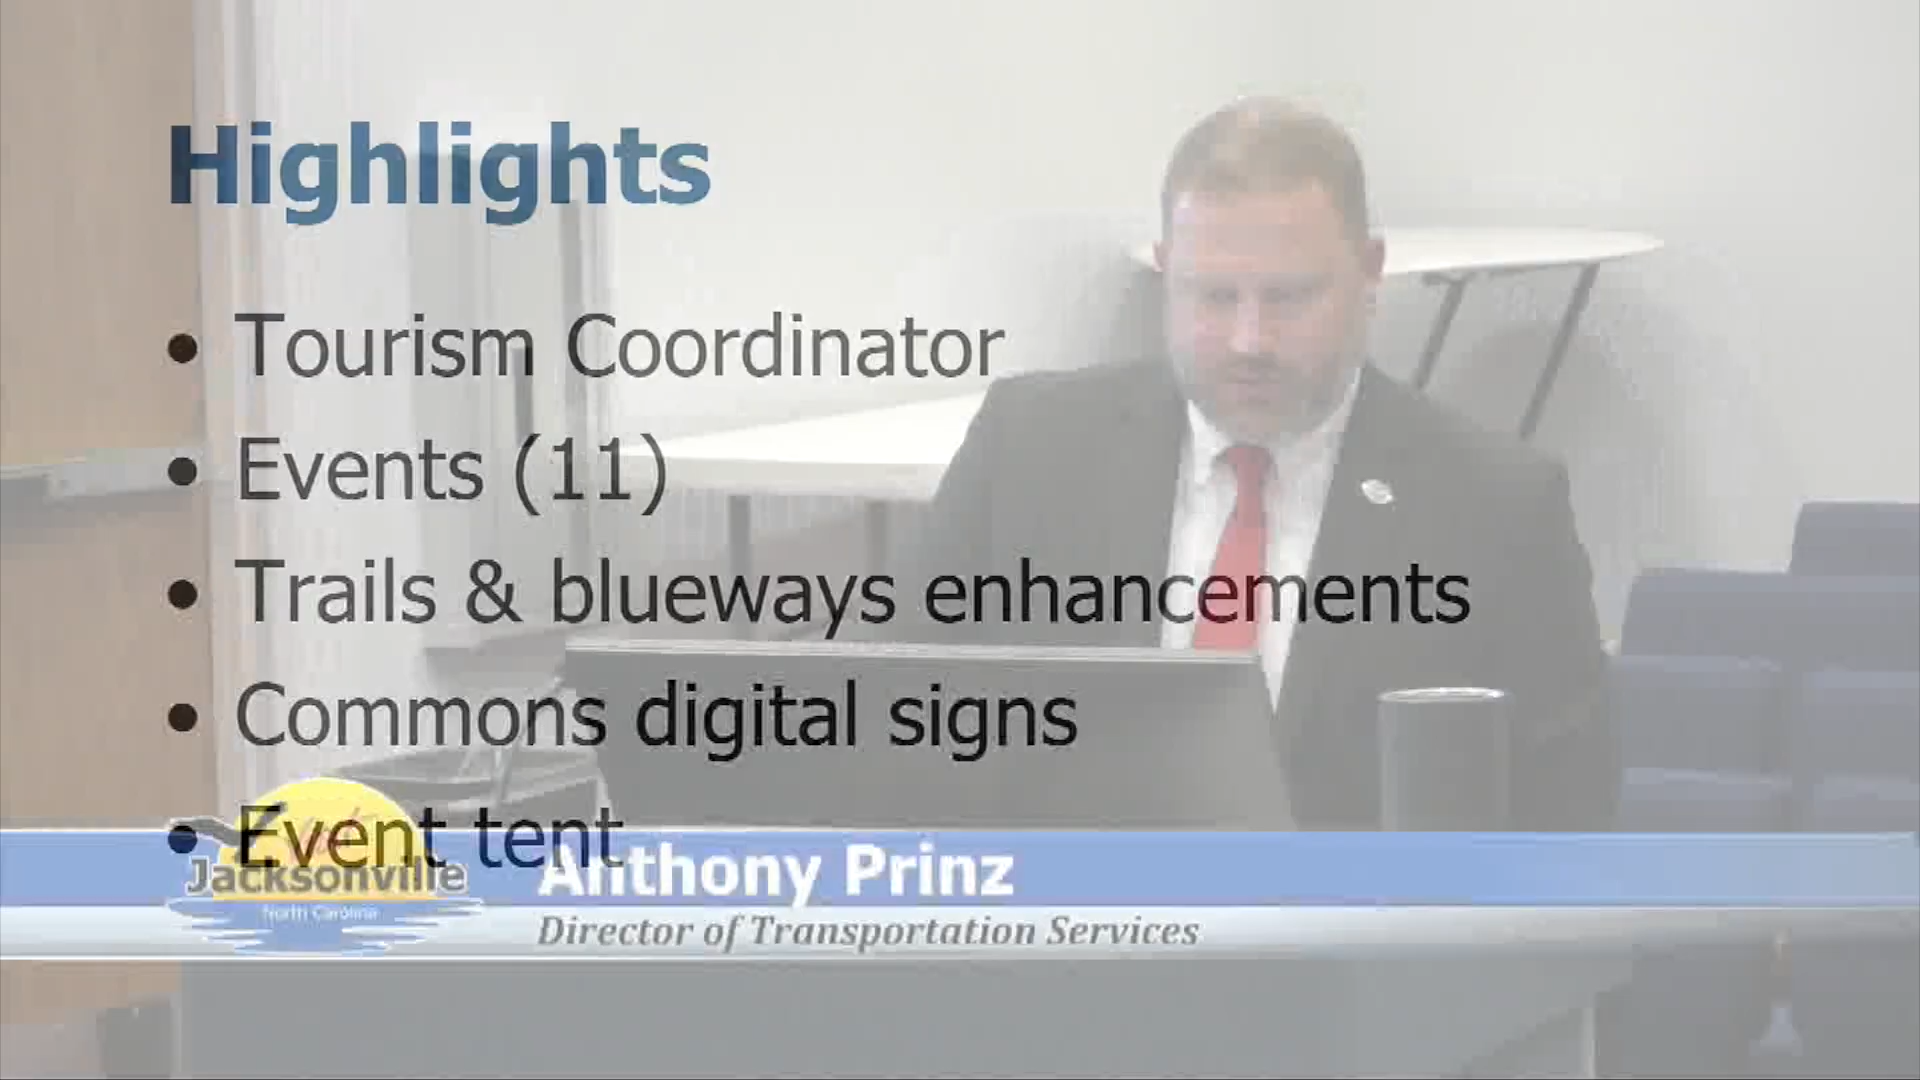 Highlights
• Tourism Coordinator
• Events (11)
• Trails & blueways enhancements
• Commons digital signs
• Event tent
Jacksonville
North Carolina
Anthony Prinz
Director of Transportation Services